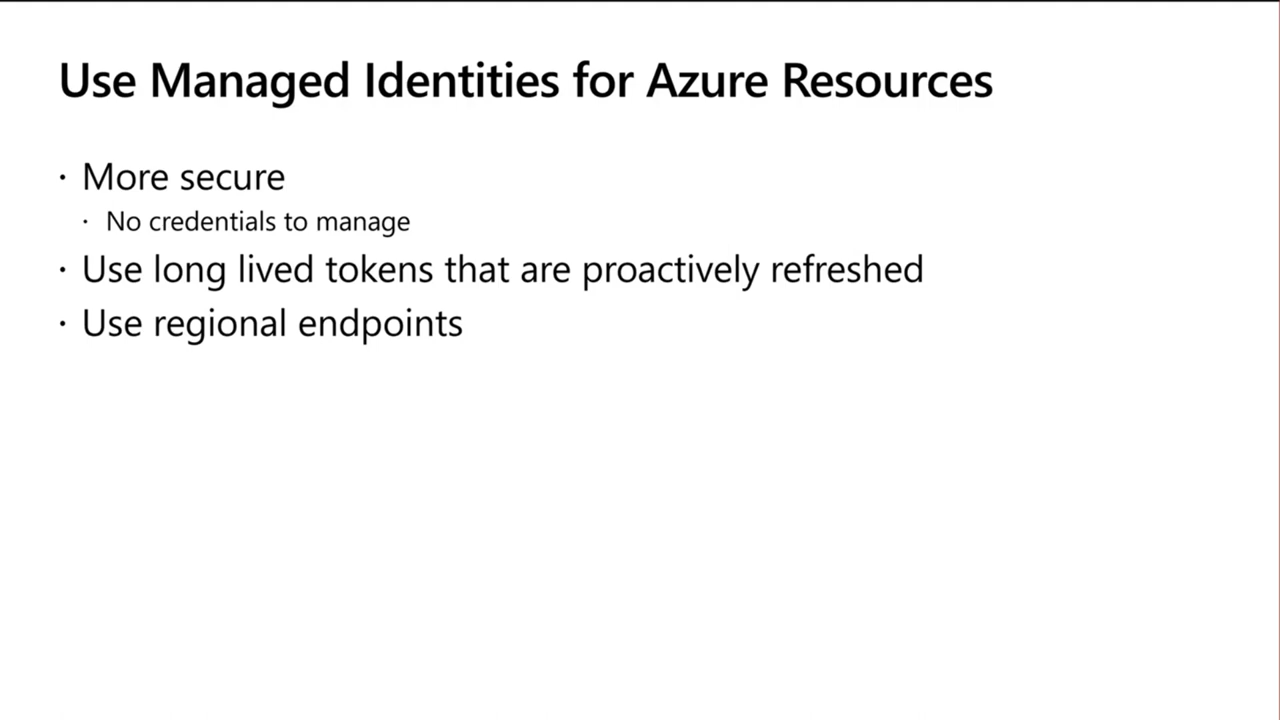 Use Managed Identities for Azure Resources
· More secure
· No credentials to manage
· Use long lived tokens that are proactively refreshed
· Use regional endpoints